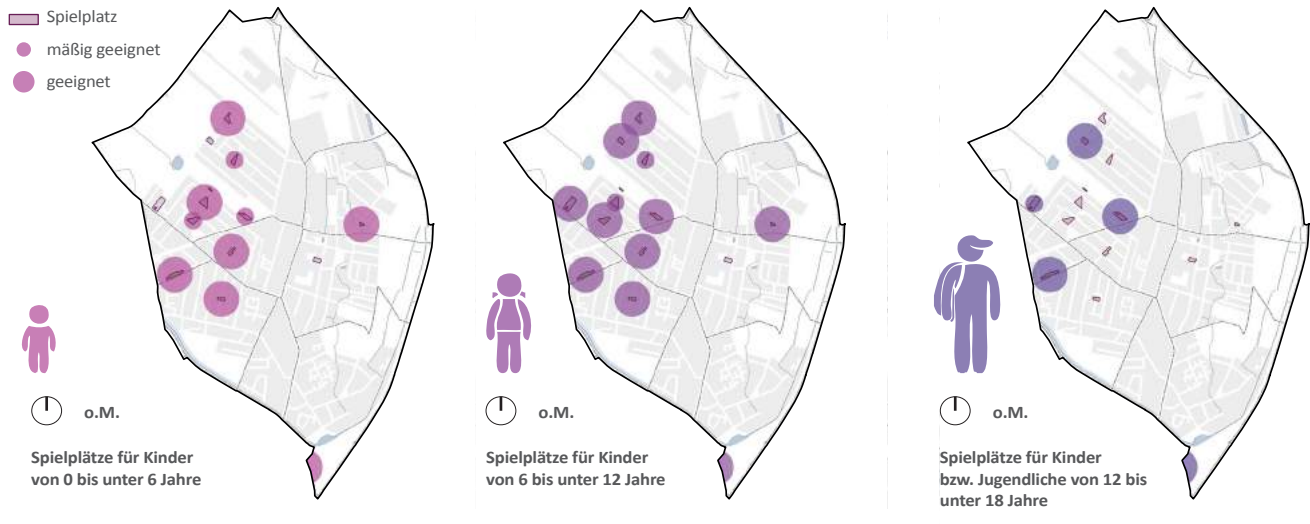 Spielplatz
mäßig geeignet
geeignet
o.M.
Spielplätze für Kinder
von 0 bis unter 6 Jahre
o.M.
Spielplätze für Kinder
von 6 bis unter 12 Jahre
o.M.
Spielplätze für Kinder
bzw. Jugendliche von 12 bis
unter 18 Jahre